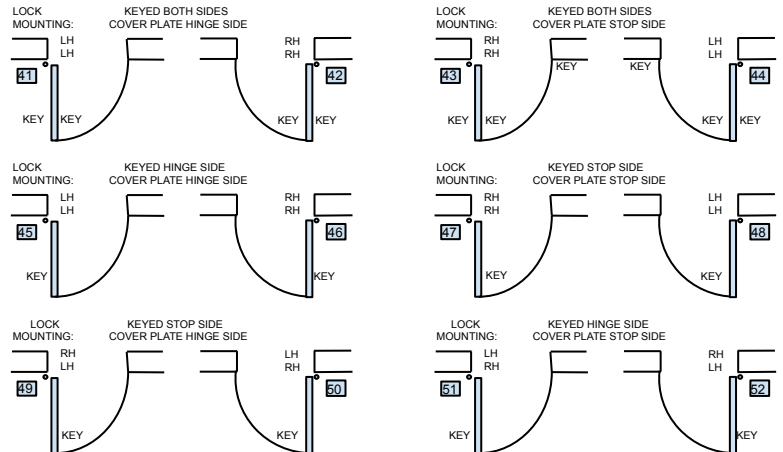 LOCK KEYED BOTH SIDES
MOUNTING: COVER PLATE HINGE SIDE
LH RH
LH RH
41 42
KEY KEY KEY KEY
LOCK KEYED BOTH SIDES
MOUNTING: COVER PLATE STOP SIDE
RH LH
RH LH
KEY KEY
43 44
KEY KEY KEY KEY
LOCK KEYED HINGE SIDE
MOUNTING: COVER PLATE HINGE SIDE
LH RH
LH RH
45 46
KEY KEY
LOCK KEYED STOP SIDE
MOUNTING: COVER PLATE STOP SIDE
RH LH
RH LH
47 48
KEY KEY
LOCK KEYED STOP SIDE
MOUNTING: COVER PLATE HINGE SIDE
RH LH
LH RH
49 50
KEY KEY
LOCK KEYED HINGE SIDE
MOUNTING: COVER PLATE STOP SIDE
LH RH
RH LH
51 52
KEY KEY